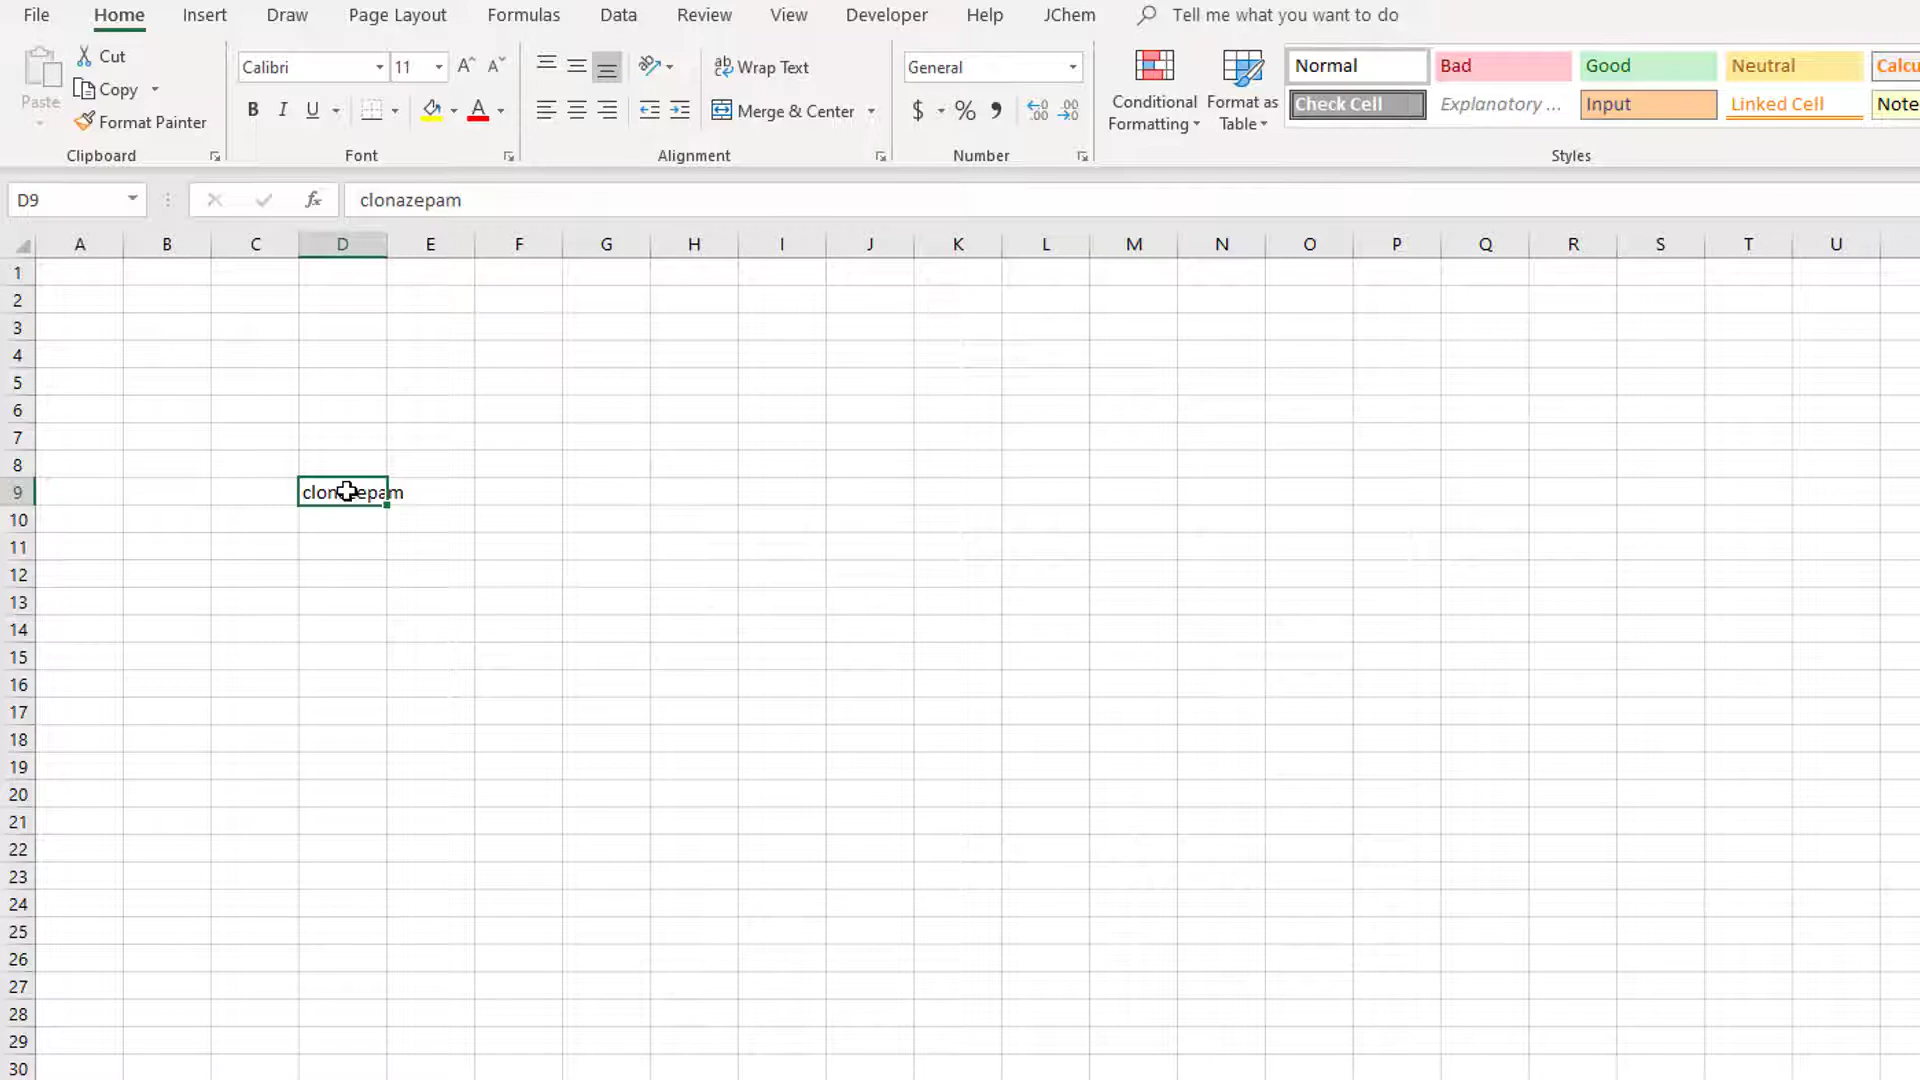 File Home Insert Draw Page Layout Formulas Data Review View Developer Help JChem Tell me what you want to do
Paste
Cut
Copy
Format Painter
Clipboard
Calibri 11
B I U A
Font
Wrap Text
Merge & Center
Alignment
General
$ % ,
Number
Conditional Formatting
Format as Table
Normal Bad Good Neutral Calcu
Check Cell Explanatory ... Input Linked Cell Note
Styles
D9 fx clonazepam
A B C D E F G H I J K L M N O P Q R S T U
1
2
3
4
5
6
7
8
9 clonazepam
10
11
12
13
14
15
16
17
18
19
20
21
22
23
24
25
26
27
28
29
30